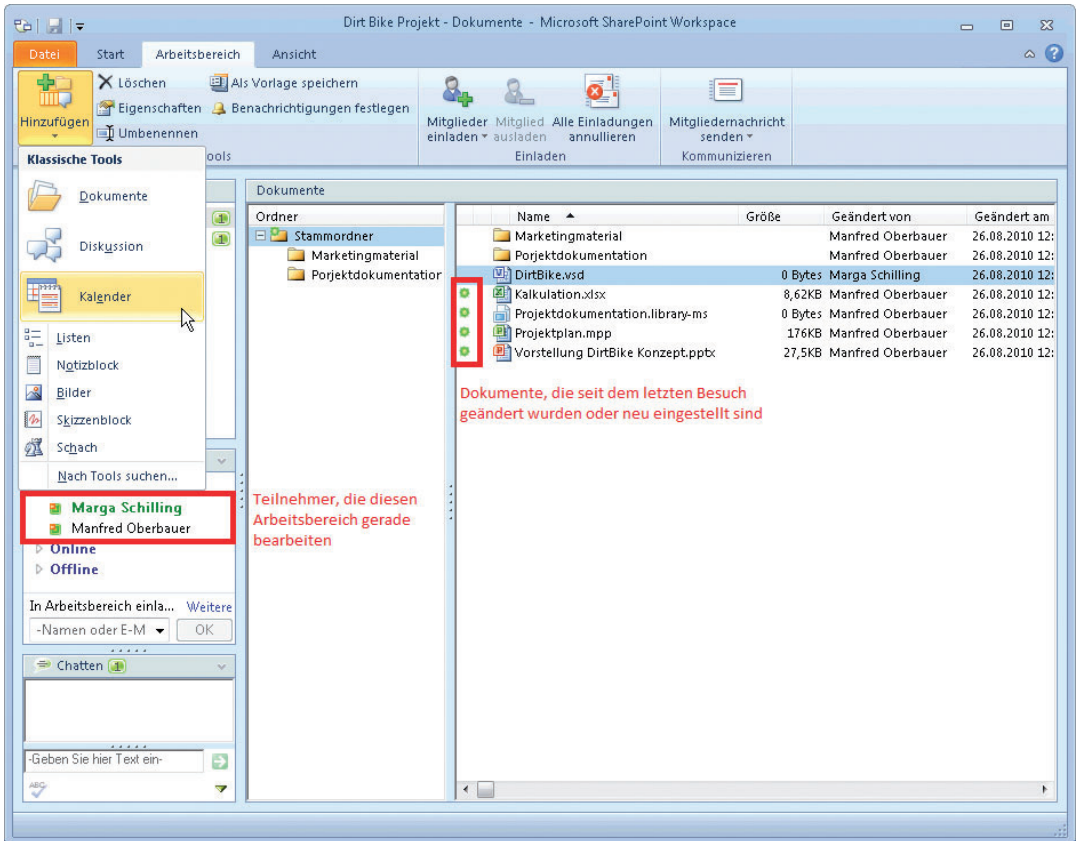 Dirt Bike Projekt - Dokumente - Microsoft SharePoint Workspace
Datei Start Arbeitsbereich Ansicht
Hinzufügen
Löschen
Eigenschaften
Umbenennen
Als Vorlage speichern
Benachrichtigungen festlegen
ools
Mitglieder einladen
Mitglied ausladen
Alle Einladungen annullieren
Einladen
Mitgliedernachricht senden
Kommunizieren
Klassische Tools
Dokumente
Diskussion
Kalender
Listen
Notizblock
Bilder
Skizzenblock
Schach
Nach Tools suchen...
Marga Schilling
Manfred Oberbauer
Online
Offline
In Arbeitsbereich einla... Weitere
-Namen oder E-M OK
Chatten
-Geben Sie hier Text ein-
ABC
Dokumente
Ordner
Stammordner
Marketingmaterial
Porjektdokumentation
Teilnehmer, die diesen
Arbeitsbereich gerade
bearbeiten
Name Größe Geändert von Geändert am
Marketingmaterial Manfred Oberbauer 26.08.2010 12:
Porjektdokumentation Manfred Oberbauer 26.08.2010 12:
DirtBike.vsd 0 Bytes Marga Schilling 26.08.2010 12:
Kalkulation.xlsx 8,62KB Manfred Oberbauer 26.08.2010 12:
Projektdokumentation.library-ms 0 Bytes Manfred Oberbauer 26.08.2010 12:
Projektplan.mpp 176KB Manfred Oberbauer 26.08.2010 12:
Vorstellung DirtBike Konzept.pptx 27,5KB Manfred Oberbauer 26.08.2010 12:
Dokumente, die seit dem letzten Besuch
geändert wurden oder neu eingestellt sind